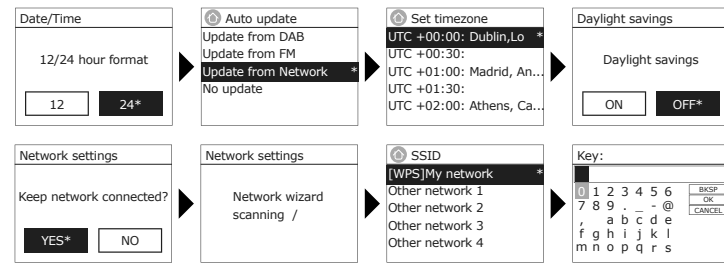 Date/Time
12/24 hour format
12
24*
Auto update
Update from DAB
Update from FM
Update from Network *
No update
Set timezone
UTC +00:00: Dublin,Lo *
UTC +00:30:
UTC +01:00: Madrid, An...
UTC +01:30:
UTC +02:00: Athens, Ca...
Daylight savings
Daylight savings
ON
OFF*
Network settings
Keep network connected?
YES*
NO
Network settings
Network wizard
scanning /
SSID
[WPS]My network *
Other network 1
Other network 2
Other network 3
Other network 4
Key:
0 1 2 3 4 5 6
7 8 9 . _ - @
, a b c d e
f g h i j k l
m n o p q r s
BKSP
OK
CANCEL